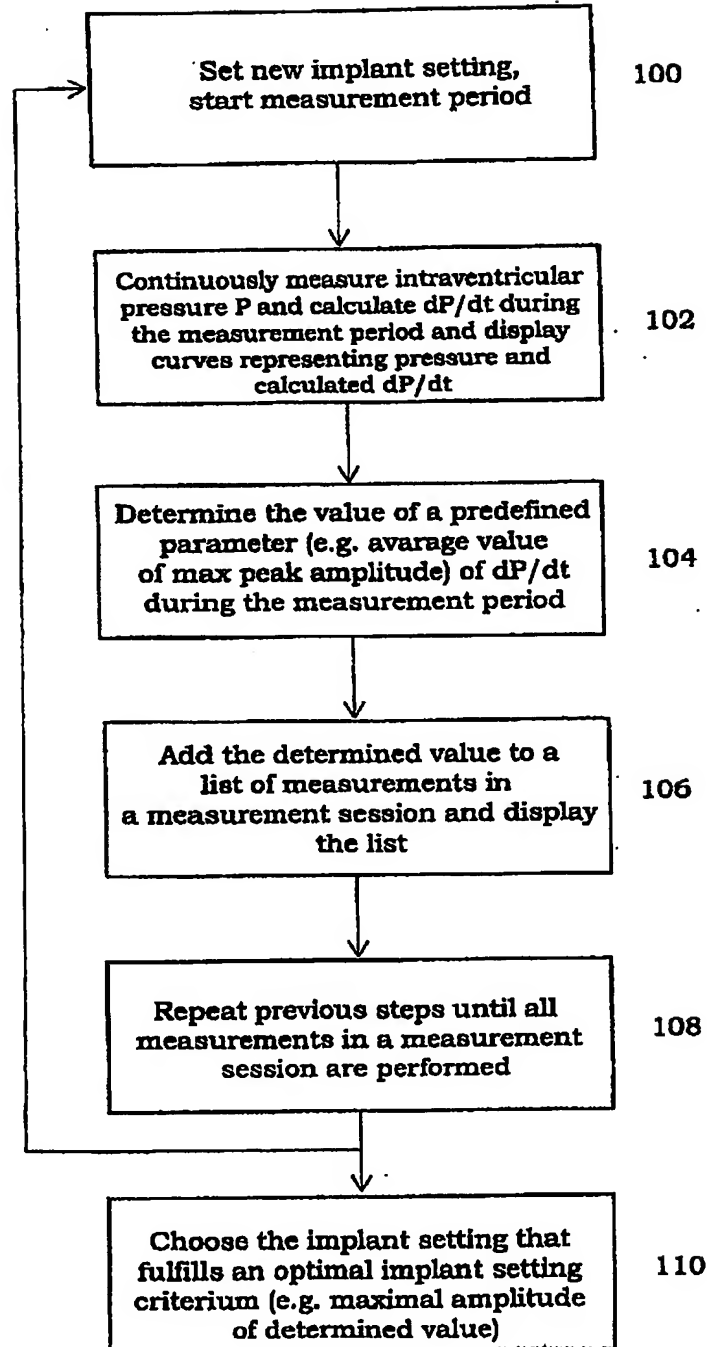 Set new implant setting,
start measurement period
100
Continuously measure intraventricular
pressure P and calculate dP/dt during
the measurement period and display
curves representing pressure and
calculated dP/dt
102
Determine the value of a predefined
parameter (e.g. avarage value
of max peak amplitude) of dP/dt
during the measurement period
104
Add the determined value to a
list of measurements in
a measurement session and display
the list
106
Repeat previous steps until all
measurements in a measurement
session are performed
108
Choose the implant setting that
fulfills an optimal implant setting
criterium (e.g. maximal amplitude
of determined value)
110